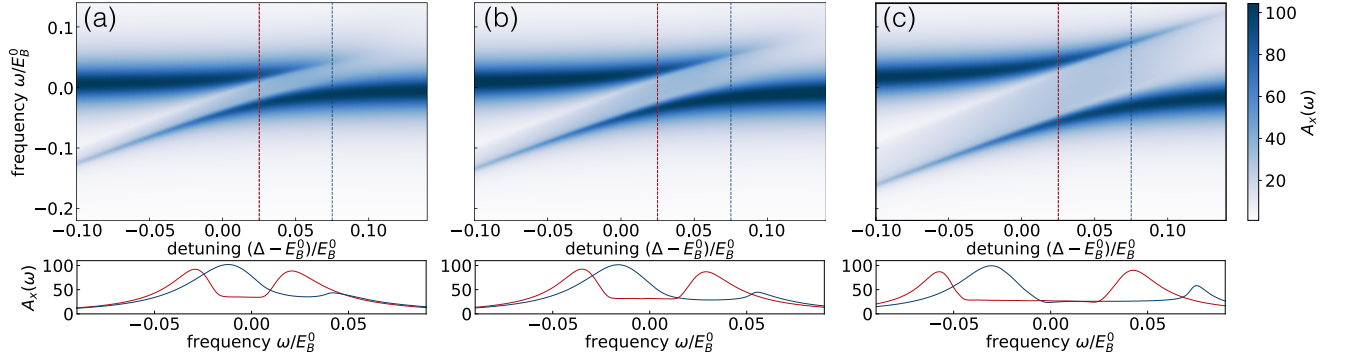 (a) (b) (c)
frequency ω/E_B^0
0.1
0.0
−0.1
−0.2
−0.10 −0.05 0.00 0.05 0.10
detuning (Δ − E_B^0)/E_B^0
−0.10 −0.05 0.00 0.05 0.10
detuning (Δ − E_B^0)/E_B^0
−0.10 −0.05 0.00 0.05 0.10
detuning (Δ − E_B^0)/E_B^0
100
80
60
40
20
A_x(ω)
A_x(ω)
100
50
0
−0.05 0.00 0.05
frequency ω/E_B^0
100
50
0
−0.05 0.00 0.05
frequency ω/E_B^0
100
50
0
−0.05 0.00 0.05
frequency ω/E_B^0